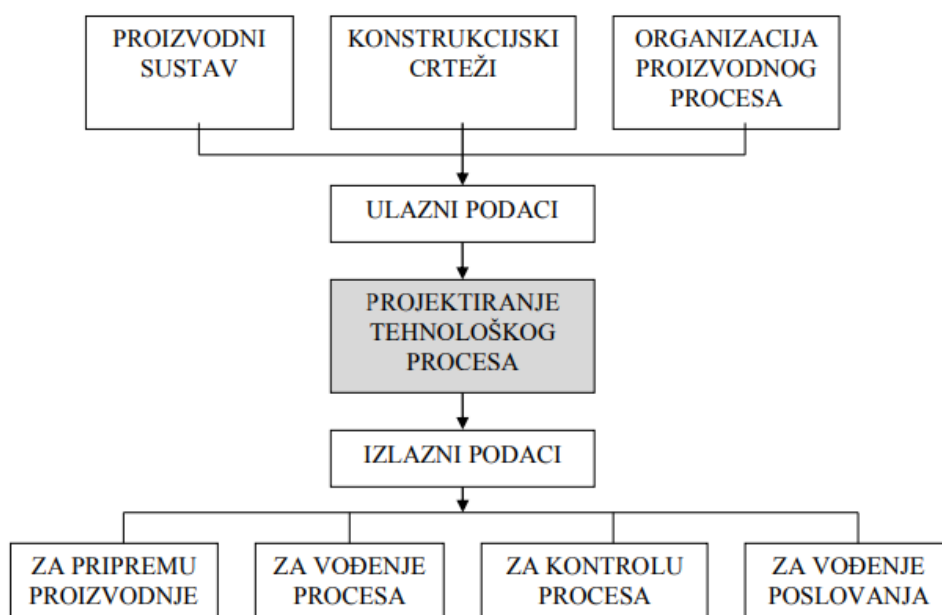 PROIZVODNI
SUSTAV
KONSTRUKCIJSKI
CRTEŽI
ORGANIZACIJA
PROIZVODNOG
PROCESA
ULAZNI PODACI
PROJEKTIRANJE
TEHNOLOŠKOG
PROCESA
IZLAZNI PODACI
ZA PRIPREMU
PROIZVODNJE
ZA VOĐENJE
PROCESA
ZA KONTROLU
PROCESA
ZA VOĐENJE
POSLOVANJA